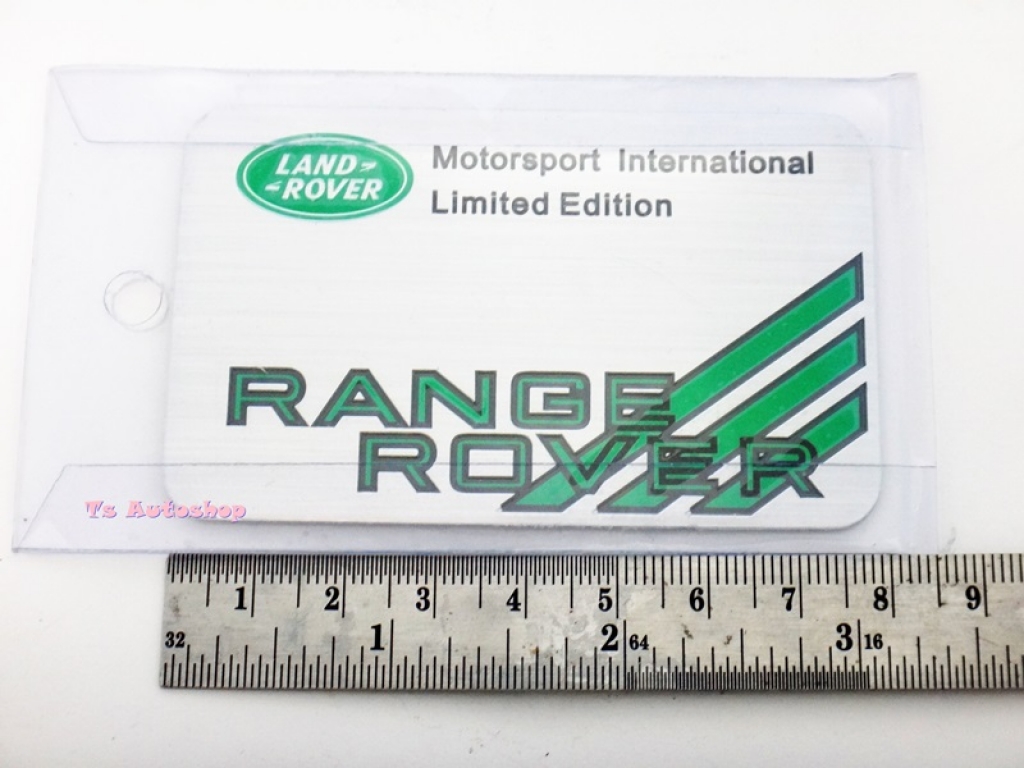 LAND
ROVER
Motorsport International
Limited Edition
RANGE
ROVER
Ts Autoshop
1 2 3 4 5 6 7 8 9
32 1 2 64 3 16